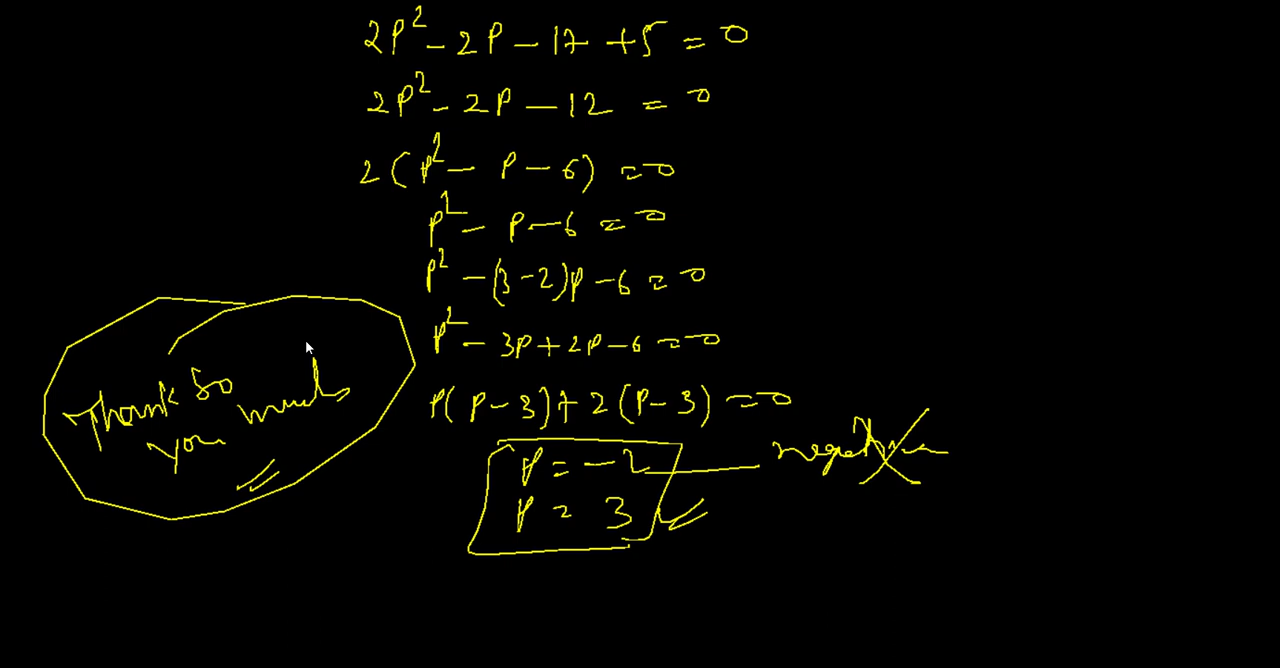 2P² - 2P - 17 + 5 = 0
2P² - 2P - 12 = 0
2(P² - P - 6) = 0
P² - P - 6 = 0
P² - (3 - 2)P - 6 = 0
P² - 3P + 2P - 6 = 0
P(P - 3) + 2(P - 3) = 0
P = -2
negative
P = 3
Thank so
you much